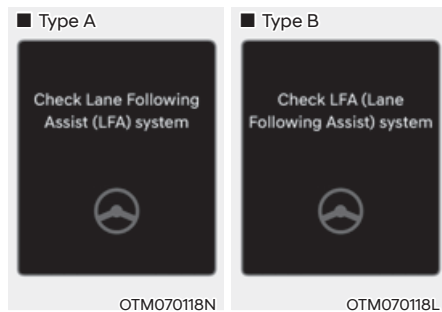 ■ Type A
Check Lane Following
Assist (LFA) system
OTM070118N
■ Type B
Check LFA (Lane
Following Assist) system
OTM070118L